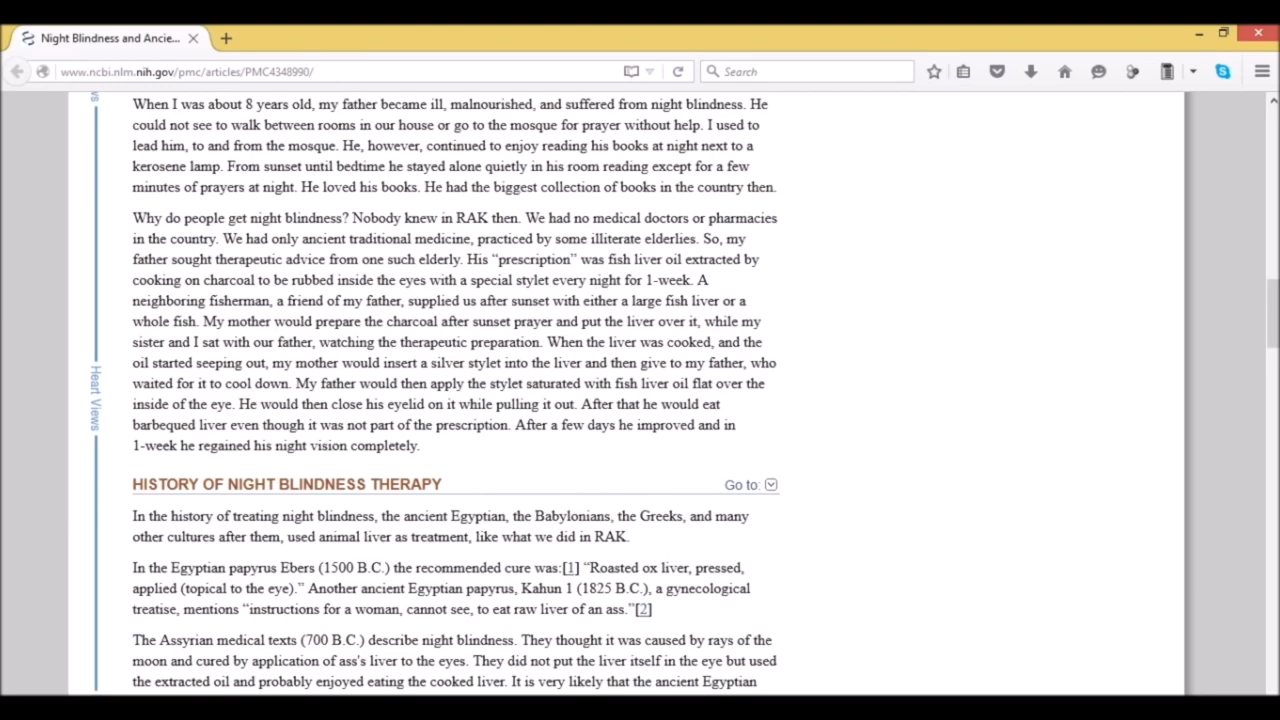 Night Blindness and Ancie...
www.ncbi.nlm.nih.gov/pmc/articles/PMC4348990/
Search
When I was about 8 years old, my father became ill, malnourished, and suffered from night blindness. He
could not see to walk between rooms in our house or go to the mosque for prayer without help. I used to
lead him, to and from the mosque. He, however, continued to enjoy reading his books at night next to a
kerosene lamp. From sunset until bedtime he stayed alone quietly in his room reading except for a few
minutes of prayers at night. He loved his books. He had the biggest collection of books in the country then.
Why do people get night blindness? Nobody knew in RAK then. We had no medical doctors or pharmacies
in the country. We had only ancient traditional medicine, practiced by some illiterate elderlies. So, my
father sought therapeutic advice from one such elderly. His “prescription” was fish liver oil extracted by
cooking on charcoal to be rubbed inside the eyes with a special stylet every night for 1-week. A
neighboring fisherman, a friend of my father, supplied us after sunset with either a large fish liver or a
whole fish. My mother would prepare the charcoal after sunset prayer and put the liver over it, while my
sister and I sat with our father, watching the therapeutic preparation. When the liver was cooked, and the
oil started seeping out, my mother would insert a silver stylet into the liver and then give to my father, who
waited for it to cool down. My father would then apply the stylet saturated with fish liver oil flat over the
inside of the eye. He would then close his eyelid on it while pulling it out. After that he would eat
barbequed liver even though it was not part of the prescription. After a few days he improved and in
1-week he regained his night vision completely.
Heart Views
HISTORY OF NIGHT BLINDNESS THERAPY
Go to:
In the history of treating night blindness, the ancient Egyptian, the Babylonians, the Greeks, and many
other cultures after them, used animal liver as treatment, like what we did in RAK.
In the Egyptian papyrus Ebers (1500 B.C.) the recommended cure was:[1] “Roasted ox liver, pressed,
applied (topical to the eye).” Another ancient Egyptian papyrus, Kahun 1 (1825 B.C.), a gynecological
treatise, mentions “instructions for a woman, cannot see, to eat raw liver of an ass.”[2]
The Assyrian medical texts (700 B.C.) describe night blindness. They thought it was caused by rays of the
moon and cured by application of ass's liver to the eyes. They did not put the liver itself in the eye but used
the extracted oil and probably enjoyed eating the cooked liver. It is very likely that the ancient Egyptian